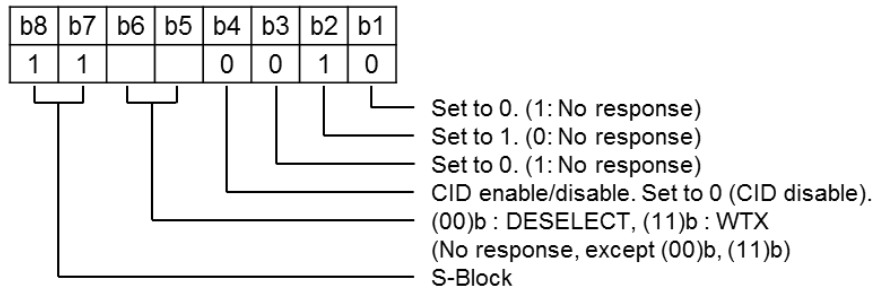 b8 b7 b6 b5 b4 b3 b2 b1
1 1 0 0 1 0
Set to 0. (1: No response)
Set to 1. (0: No response)
Set to 0. (1: No response)
CID enable/disable. Set to 0 (CID disable).
(00)b : DESELECT, (11)b : WTX
(No response, except (00)b, (11)b)
S-Block